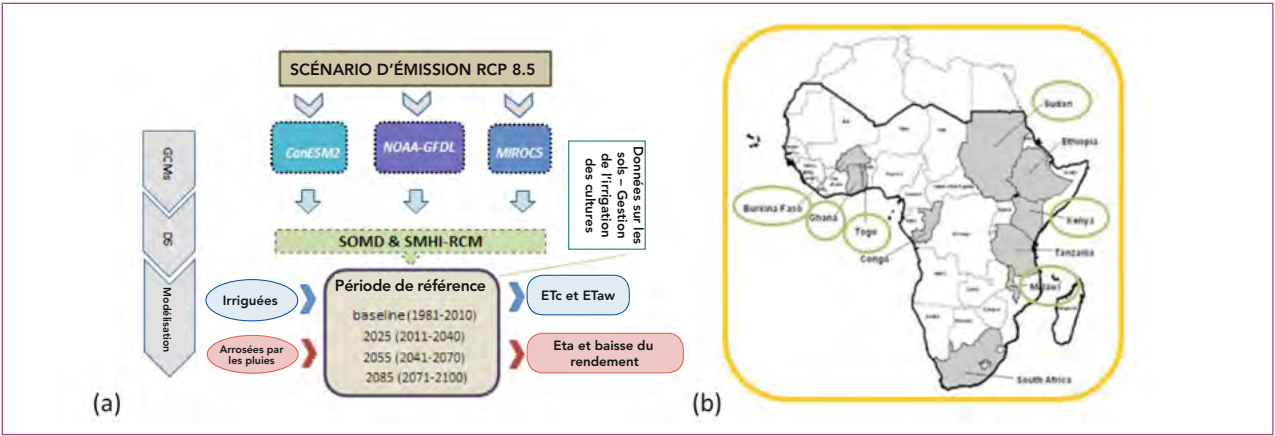 SCÉNARIO D'ÉMISSION RCP 8.5
GCMs
DS
Modélisation
CanESM2
NOAA-GFDL
MIROC5
Données sur les
sols – Gestion
de l'irrigation
des cultures
SOMD & SMHI-RCM
Irriguées
Arrosées par
les pluies
Période de référence
baseline (1981-2010)
2025 (2011-2040)
2055 (2041-2070)
2085 (2071-2100)
ETc et ETaw
Eta et baisse du
rendement
(a)
Sudan
Ethiopia
Burkina Faso
Ghana
Togo
Congo
Kenya
Tanzania
Malawi
South Africa
(b)